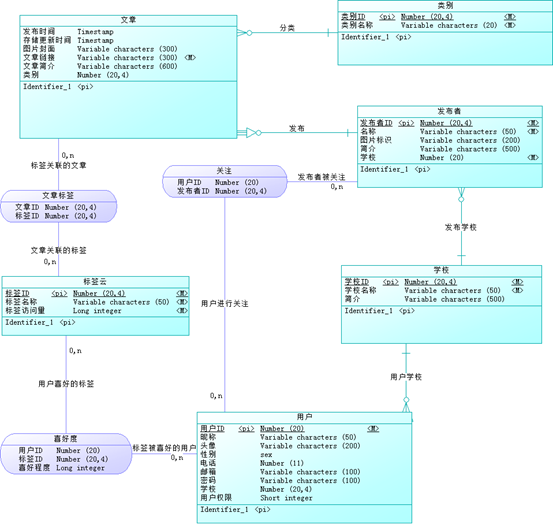 文章
发布时间 Timestamp
存储更新时间 Timestamp
图片封面 Variable characters (300)
文章链接 Variable characters (300) <M>
文章简介 Variable characters (600)
类别 Number (20,4)
Identifier_1 <pi>
分类
类别
类别ID <pi> Number (20,4) <M>
类别名称 Variable characters (20) <M>
Identifier_1 <pi>
发布
发布者
发布者ID <pi> Number (20,4) <M>
名称 Variable characters (50) <M>
图片标识 Variable characters (200)
简介 Variable characters (500)
学校 Number (20) <M>
Identifier_1 <pi>
0,n
标签关联的文章
文章标签
文章ID Number (20,4)
标签ID Number (20,4)
文章关联的标签
0,n
关注
用户ID Number (20)
发布者ID Number (20,4)
发布者被关注
0,n
发布学校
标签云
标签ID <pi> Number (20,4) <M>
标签名称 Variable characters (50) <M>
标签访问量 Long integer <M>
Identifier_1 <pi>
学校
学校ID <pi> Number (20,4) <M>
学校名称 Variable characters (50) <M>
简介 Variable characters (500)
Identifier_1 <pi>
用户进行关注
0,n
0,n
用户喜好的标签
用户学校
喜好度
用户ID Number (20)
标签ID Number (20,4)
喜好程度 Long integer
标签被喜好的用户
0,n
用户
用户ID <pi> Number (20) <M>
昵称 Variable characters (50)
头像 Variable characters (200)
性别 sex
电话 Number (11)
邮箱 Variable characters (100)
密码 Variable characters (100)
学校 Number (20,4)
用户权限 Short integer
Identifier_1 <pi>